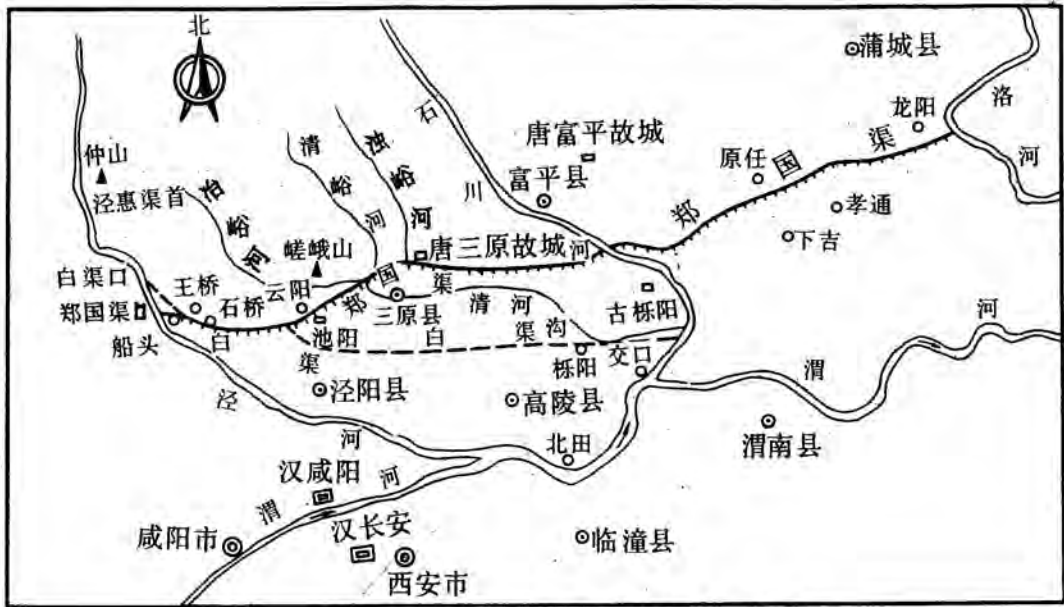 北
蒲城县
龙阳
洛河
石川河
唐富平故城
富平县
原任
郑国渠
孝通
下吉
仲山
泾惠渠首
冶峪河
清峪河
浊峪河
嵯峨山
唐三原故城
白渠口
郑国渠
王桥
石桥
船头
云阳
池阳
郑国渠
三原县
清河
古栎阳
白渠
白渠沟
栎阳
交口
泾阳县
高陵县
泾河
北田
渭河
渭南县
汉咸阳
渭河
咸阳市
汉长安
西安市
临潼县